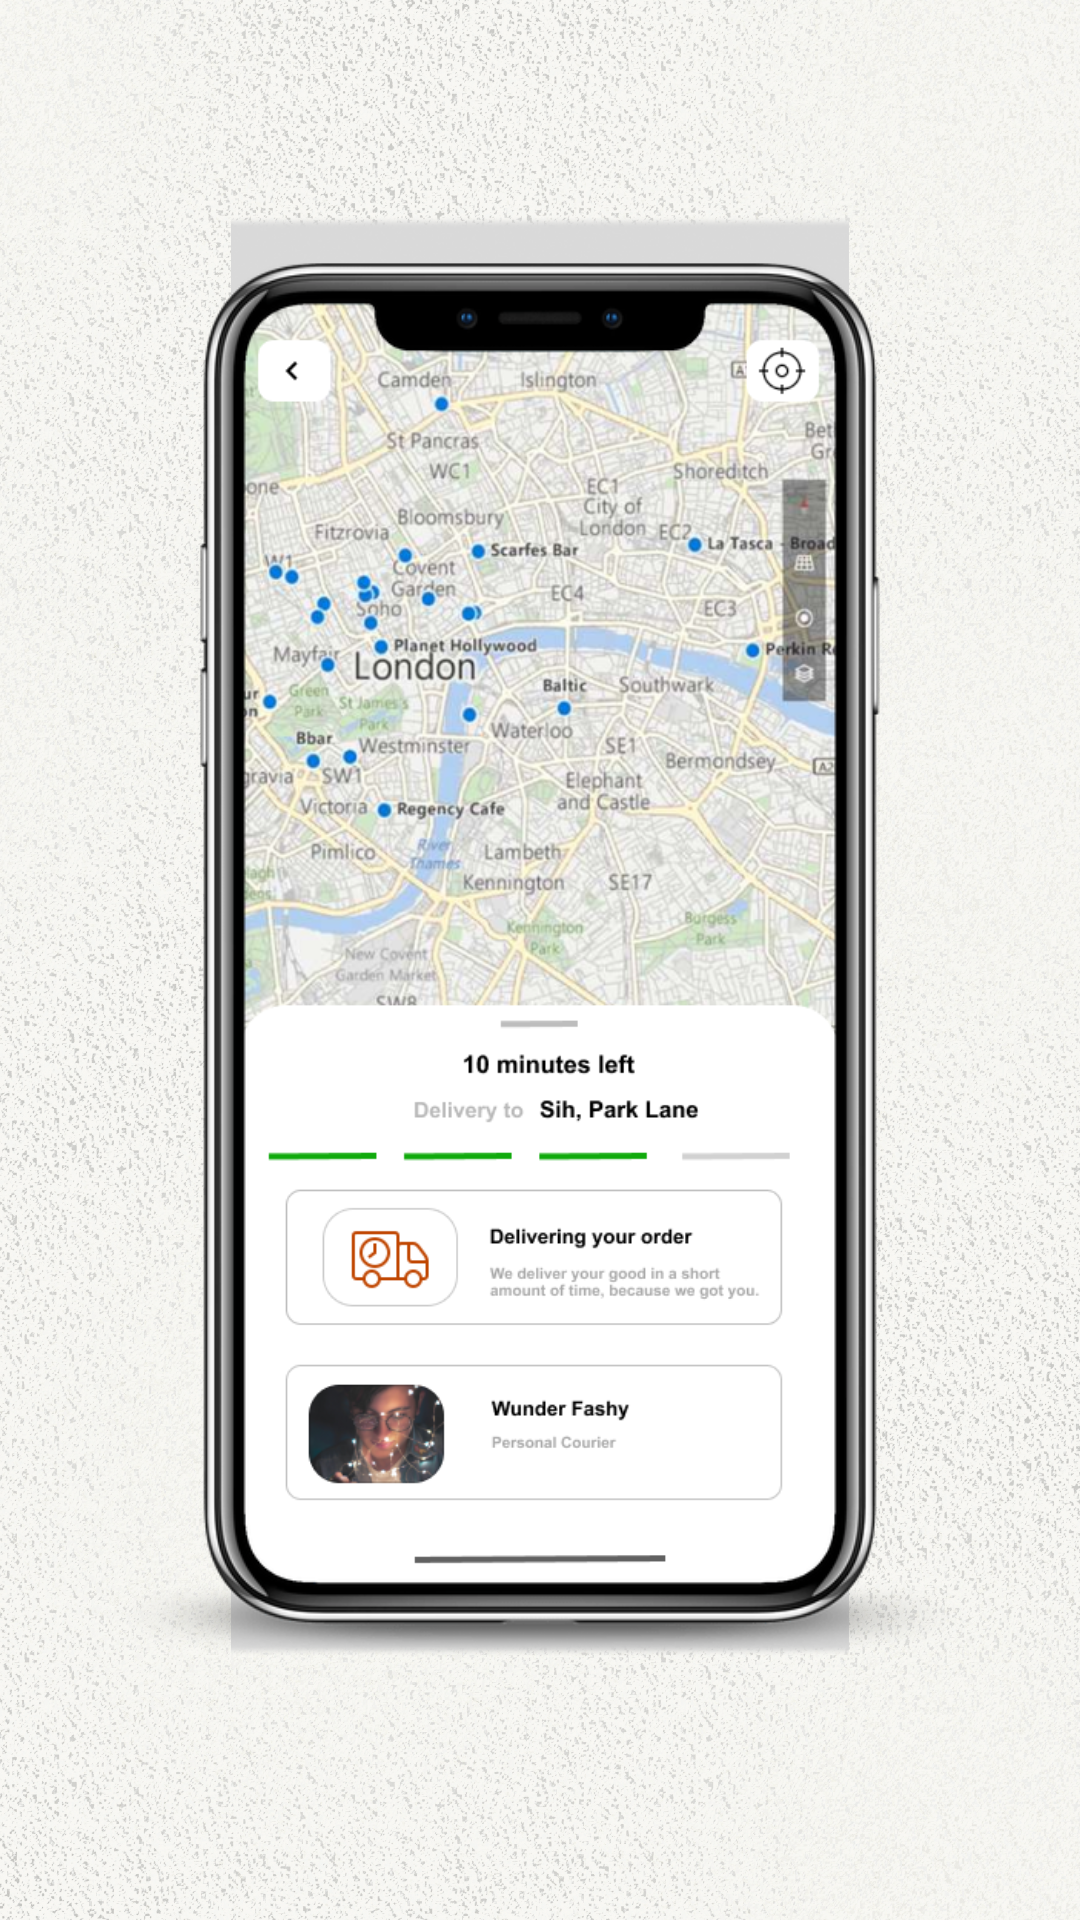 Camden
Islington
St Pancras
WC1
Shoreditch
EC1
City of
London
Bloomsbury
Fitzrovia
EC2
La Tasca - Broad
Scarfes Bar
W1
Covent
Garden
EC4
Soho
EC3
Planet Hollywood
Mayfair
London
Perkin Re
Baltic
Southwark
Green
Park
St James's
Park
Waterloo
Bbar
Westminster
SE1
Bermondsey
gravia
SW1
Elephant
and Castle
Victoria
Regency Cafe
Pimlico
River
Thames
Lambeth
Kennington
SE17
Burgess
Park
Kennington
Park
New Covent
Garden Market
SW8
10 minutes left
Delivery to Sih, Park Lane
Delivering your order
We deliver your good in a short
amount of time, because we got you.
Wunder Fashy
Personal Courier